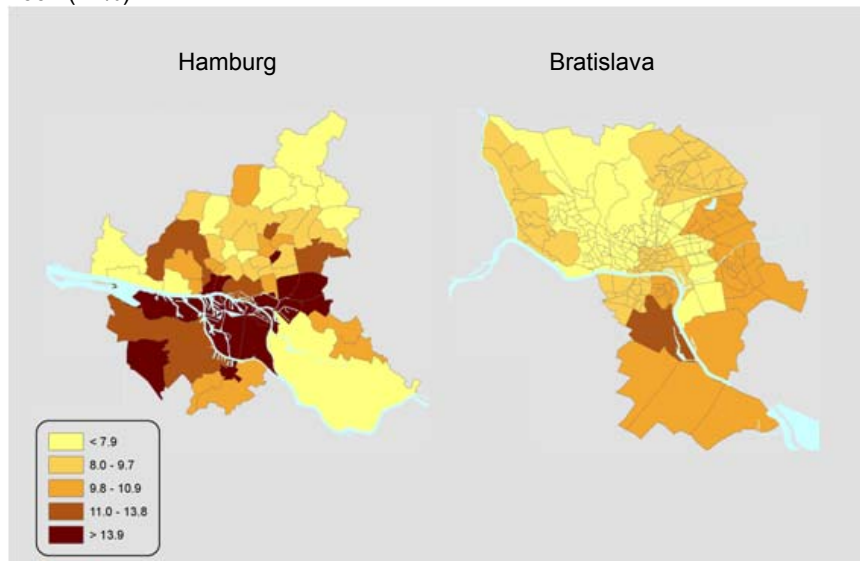 Hamburg
Bratislava
< 7.9
8.0 - 9.7
9.8 - 10.9
11.0 - 13.8
> 13.9